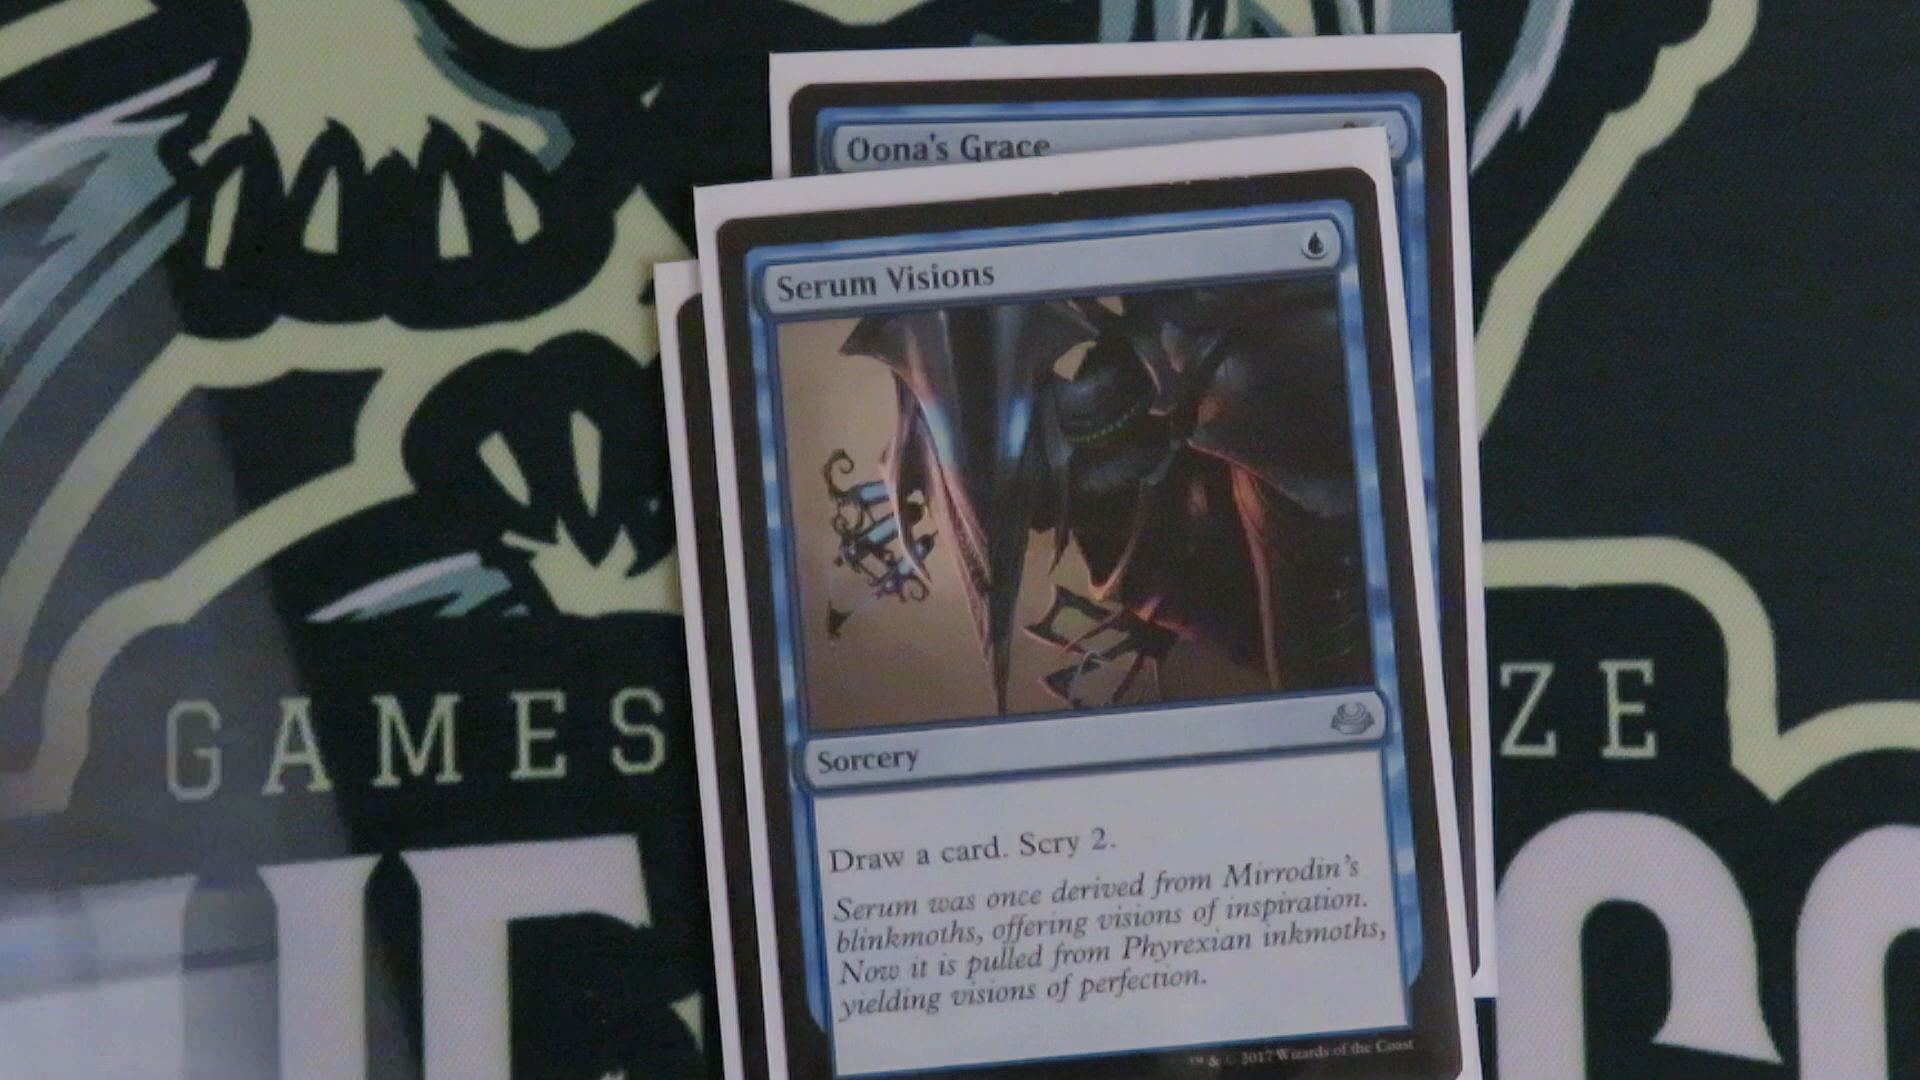 Oona's Grace
Serum Visions
GAMES
ZE
Sorcery
Draw a card. Scry 2.
Serum was once derived from Mirrodin's
blinkmoths, offering visions of inspiration.
Now it is pulled from Phyrexian inkmoths,
yielding visions of perfection.
™ & © 2017 Wizards of the Coast